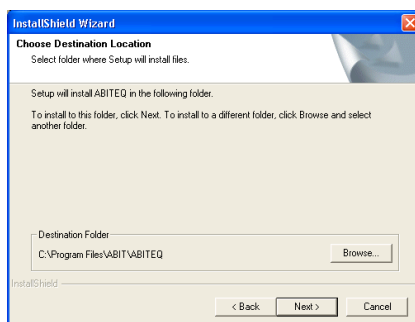 InstallShield Wizard
Choose Destination Location
Select folder where Setup will install files.
Setup will install ABITEQ in the following folder.
To install to this folder, click Next. To install to a different folder, click Browse and select
another folder.
Destination Folder
C:\Program Files\ABIT\ABITEQ
Browse...
InstallShield
< Back
Next >
Cancel